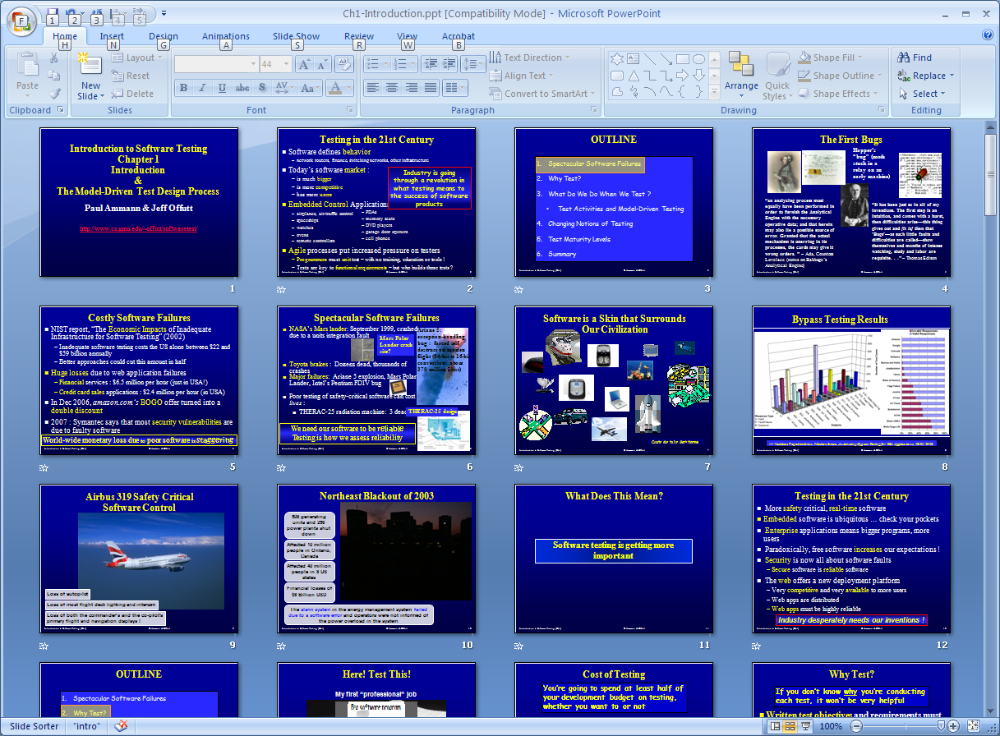 Ch1-Introduction.ppt [Compatibility Mode] - Microsoft PowerPoint
F
1 2 3 4 5
Home Insert Design Animations Slide Show Review View Acrobat
H N G A S R W B
Paste
Clipboard
New Slide
Layout
Reset
Delete
Slides
44
B I U abc S AV Aa A
Font
Text Direction
Align Text
Convert to SmartArt
Paragraph
Arrange
Quick Styles
Shape Fill
Shape Outline
Shape Effects
Drawing
Find
Replace
Select
Editing
Introduction to Software Testing
Chapter 1
Introduction
&
The Model-Driven Test Design Process
Paul Ammann & Jeff Offutt
http://www.cs.gmu.edu/~offutt/softwaretest/
1
Testing in the 21st Century
Software defines behavior
– network routers, finance, switching networks, other infrastructure
Today's software market :
– is much bigger
– is more competitive
– has more users
Industry is going
through a revolution in
what testing means to
the success of software
products
Embedded Control Applications
– airplanes, air traffic control
– spaceships
– watches
– ovens
– remote controllers
– PDAs
– memory seats
– DVD players
– garage door openers
– cell phones
Agile processes put increased pressure on testers
– Programmers must unit test – with no training, education or tools !
– Tests are key to functional requirements – but who builds those tests ?
2
OUTLINE
1. Spectacular Software Failures
2. Why Test?
3. What Do We Do When We Test ?
• Test Activities and Model-Driven Testing
4. Changing Notions of Testing
5. Test Maturity Levels
6. Summary
3
The First Bugs
Hopper's
"bug" (moth
stuck in a
relay on an
early machine)
"an analyzing process must
equally have been performed in
order to furnish the Analytical
Engine with the necessary
operative data; and that herein
may also lie a possible source of
error. Granted that the actual
mechanism is unerring in its
processes, the cards may give it
wrong orders. " – Ada, Countess
Lovelace (notes on Babbage's
Analytical Engine)
"It has been just so in all of my
inventions. The first step is an
intuition, and comes with a burst,
then difficulties arise—this thing
gives out and [it is] then that
'Bugs'—as such little faults and
difficulties are called—show
themselves and months of intense
watching, study and labor are
requisite. . ." – Thomas Edison
4
Costly Software Failures
NIST report, "The Economic Impacts of Inadequate
Infrastructure for Software Testing" (2002)
– Inadequate software testing costs the US alone between $22 and
$59 billion annually
– Better approaches could cut this amount in half
Huge losses due to web application failures
– Financial services : $6.5 million per hour (just in USA!)
– Credit card sales applications : $2.4 million per hour (in USA)
In Dec 2006, amazon.com's BOGO offer turned into a
double discount
2007 : Symantec says that most security vulnerabilities are
due to faulty software
World-wide monetary loss due to poor software is staggering
5
Spectacular Software Failures
NASA's Mars lander: September 1999, crashed
due to a units integration fault
Mars Polar
Lander crash
site?
Toyota brakes : Dozens dead, thousands of
crashes
Major failures: Ariane 5 explosion, Mars Polar
Lander, Intel's Pentium FDIV bug
Poor testing of safety-critical software can cost
lives :
THERAC-25 radiation machine: 3 dead
THERAC-25 design
We need our software to be reliable
Testing is how we assess reliability
6
Software is a Skin that Surrounds
Our Civilization
7
Bypass Testing Results
8
Airbus 319 Safety Critical
Software Control
Loss of autopilot
Loss of most flight deck lighting and intercom
Loss of both the commander's and the co-pilot's
primary flight and navigation displays !
9
Northeast Blackout of 2003
508 generating
units and 256
power plants shut
down
Affected 10 million
people in Ontario,
Canada
Affected 40 million
people in 8 US
states
Financial losses of
$6 Billion USD
The alarm system in the energy management system failed
due to a software error and operators were not informed of
the power overload in the system
10
What Does This Mean?
Software testing is getting more
important
11
Testing in the 21st Century
More safety critical, real-time software
Embedded software is ubiquitous … check your pockets
Enterprise applications means bigger programs, more
users
Paradoxically, free software increases our expectations !
Security is now all about software faults
– Secure software is reliable software
The web offers a new deployment platform
– Very competitive and very available to more users
– Web apps are distributed
– Web apps must be highly reliable
Industry desperately needs our inventions !
12
OUTLINE
1. Spectacular Software Failures
2. Why Test?
Here! Test This!
My first "professional" job
Big software program
Cost of Testing
You're going to spend at least half of
your development budget on testing,
whether you want to or not
Why Test?
If you don't know why you're conducting
each test, it won't be very helpful
Written test objectives and requirements must
Slide Sorter
"intro"
100%